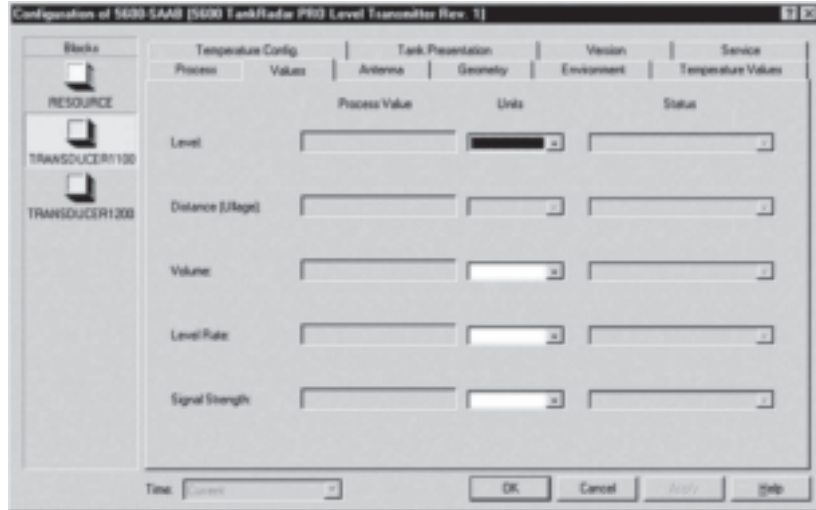 Configuration of 5600-SAAB [5600 TankRadar PRO Level Transmitter Rev. 1]
Blocks
RESOURCE
TRANSDUCER1100
TRANSDUCER1200
Temperature Config. Tank Presentation Version Service
Process Values Antenna Geometry Environment Temperature Values
Process Value Units Status
Level:
Distance (Ullage):
Volume:
Level Rate:
Signal Strength:
Time: Current
OK Cancel Apply Help